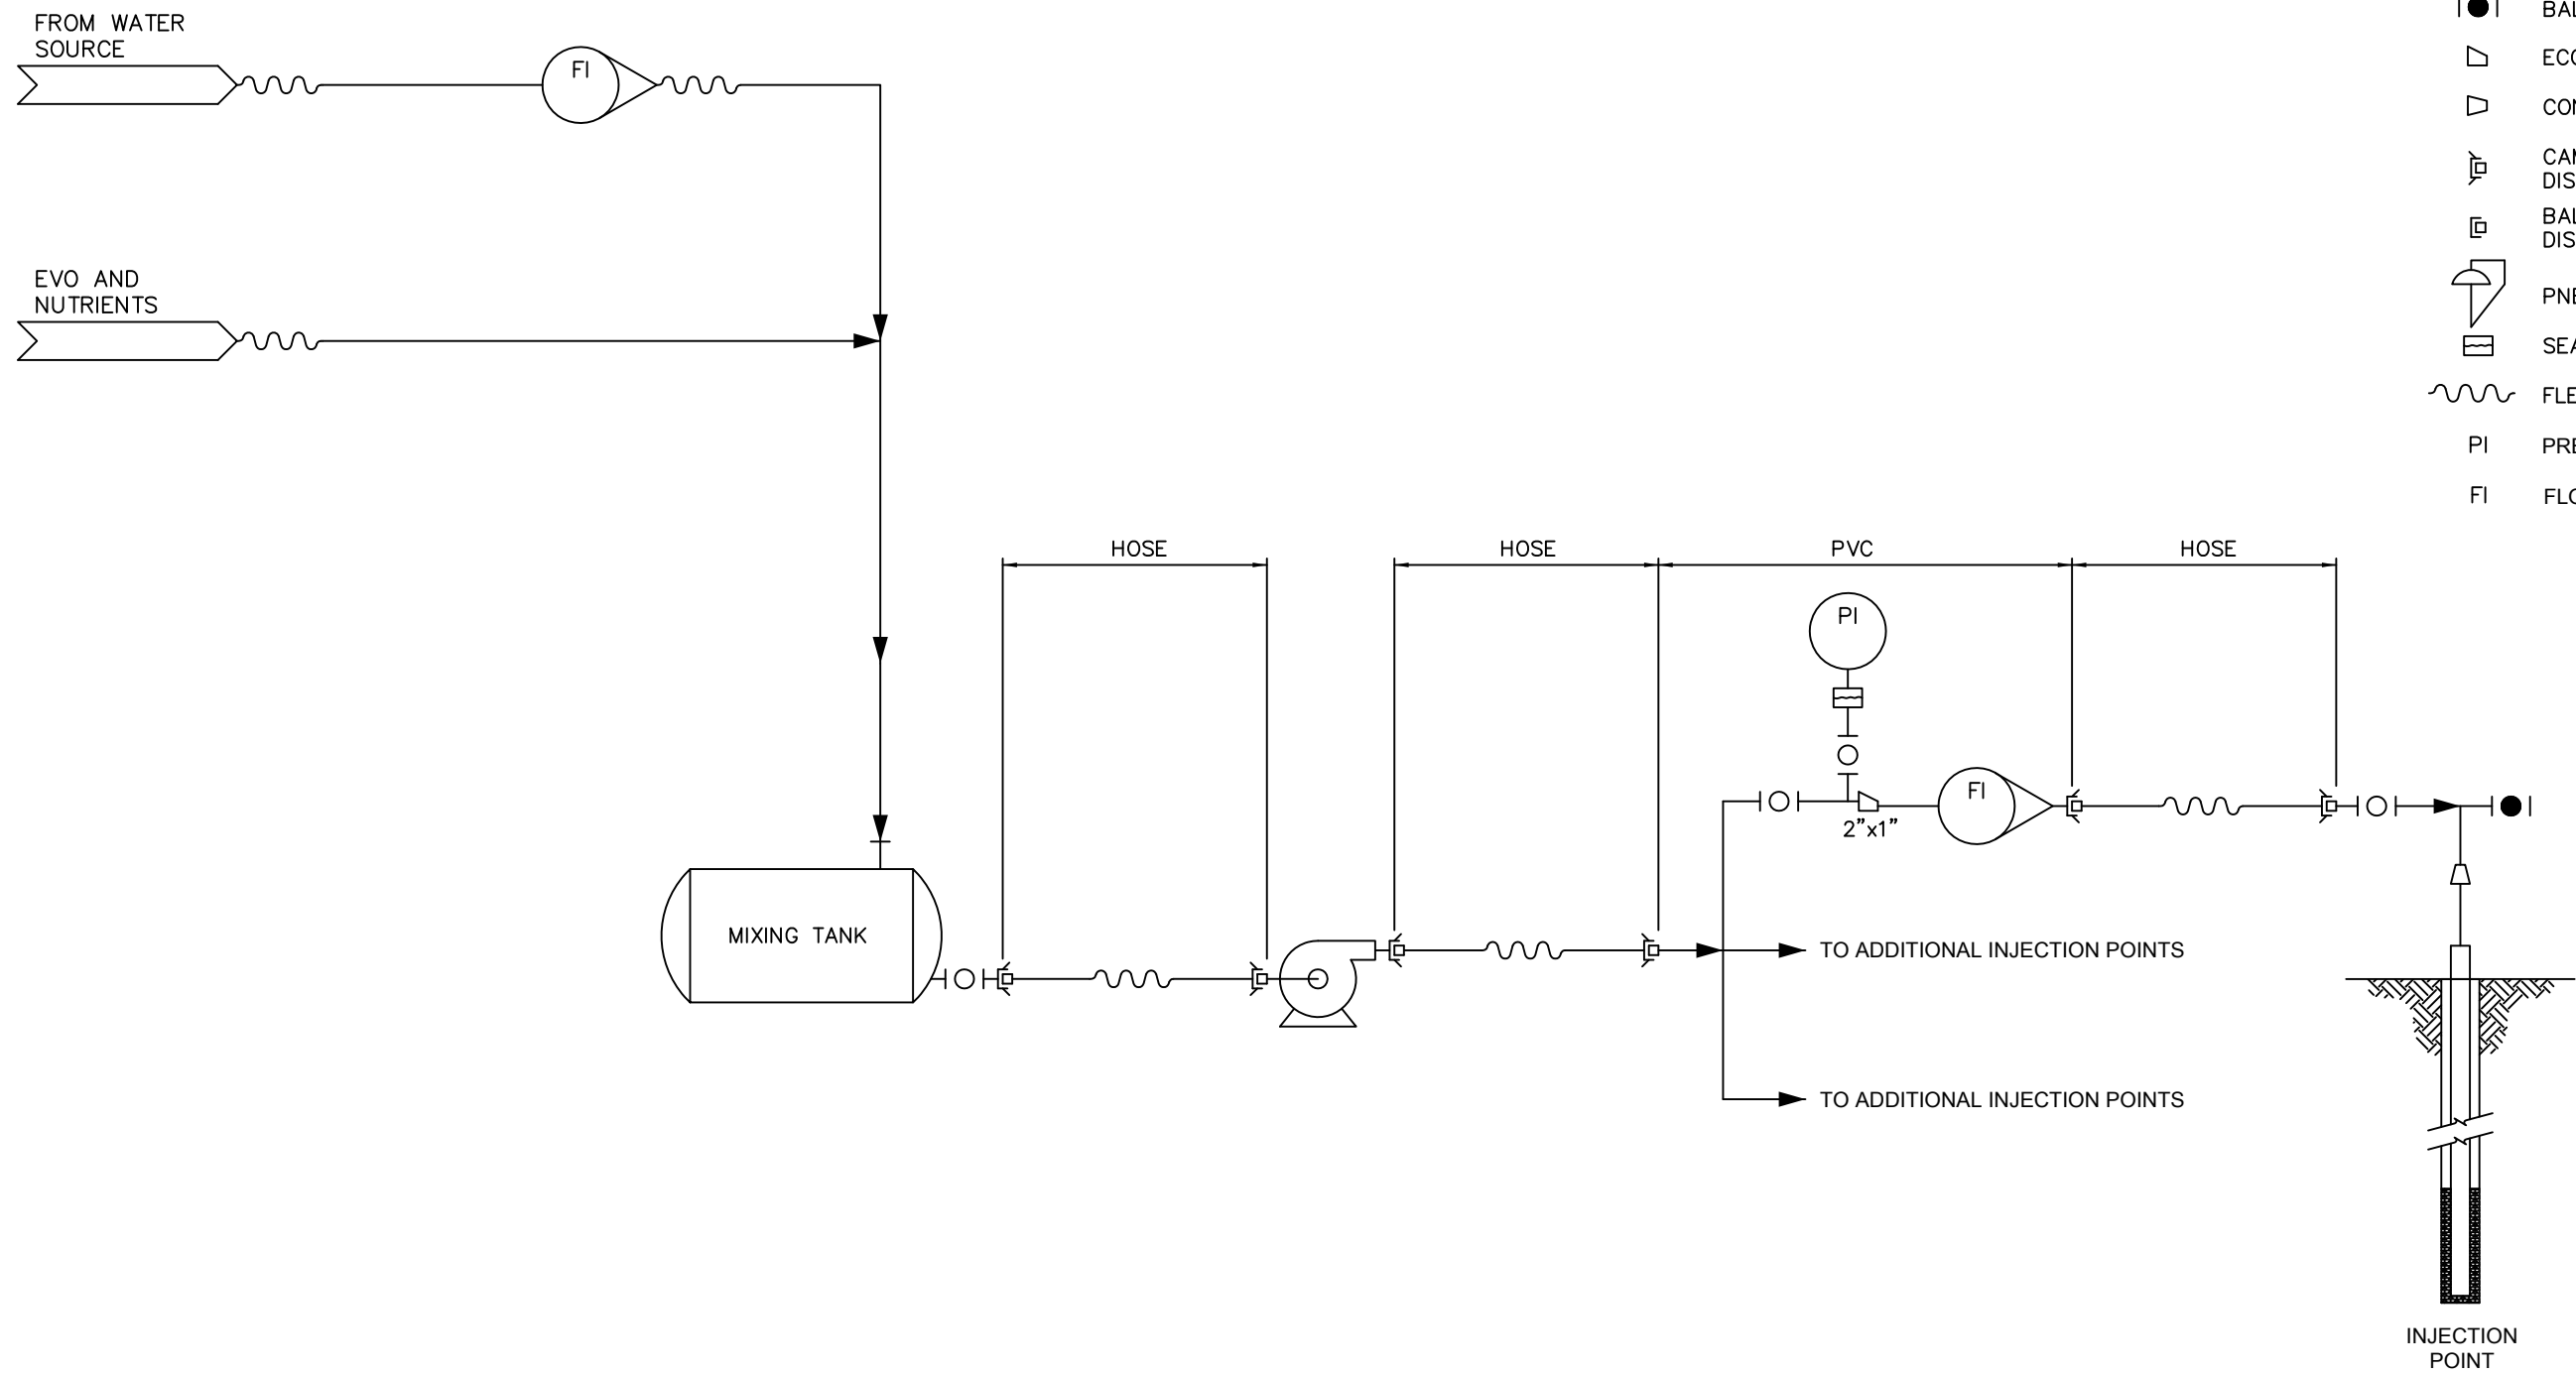 FROM WATER
SOURCE
FI
EVO AND
NUTRIENTS
PI
FI
HOSE
HOSE
PVC
HOSE
PI
FI
2"x1"
MIXING TANK
TO ADDITIONAL INJECTION POINTS
TO ADDITIONAL INJECTION POINTS
INJECTION
POINT